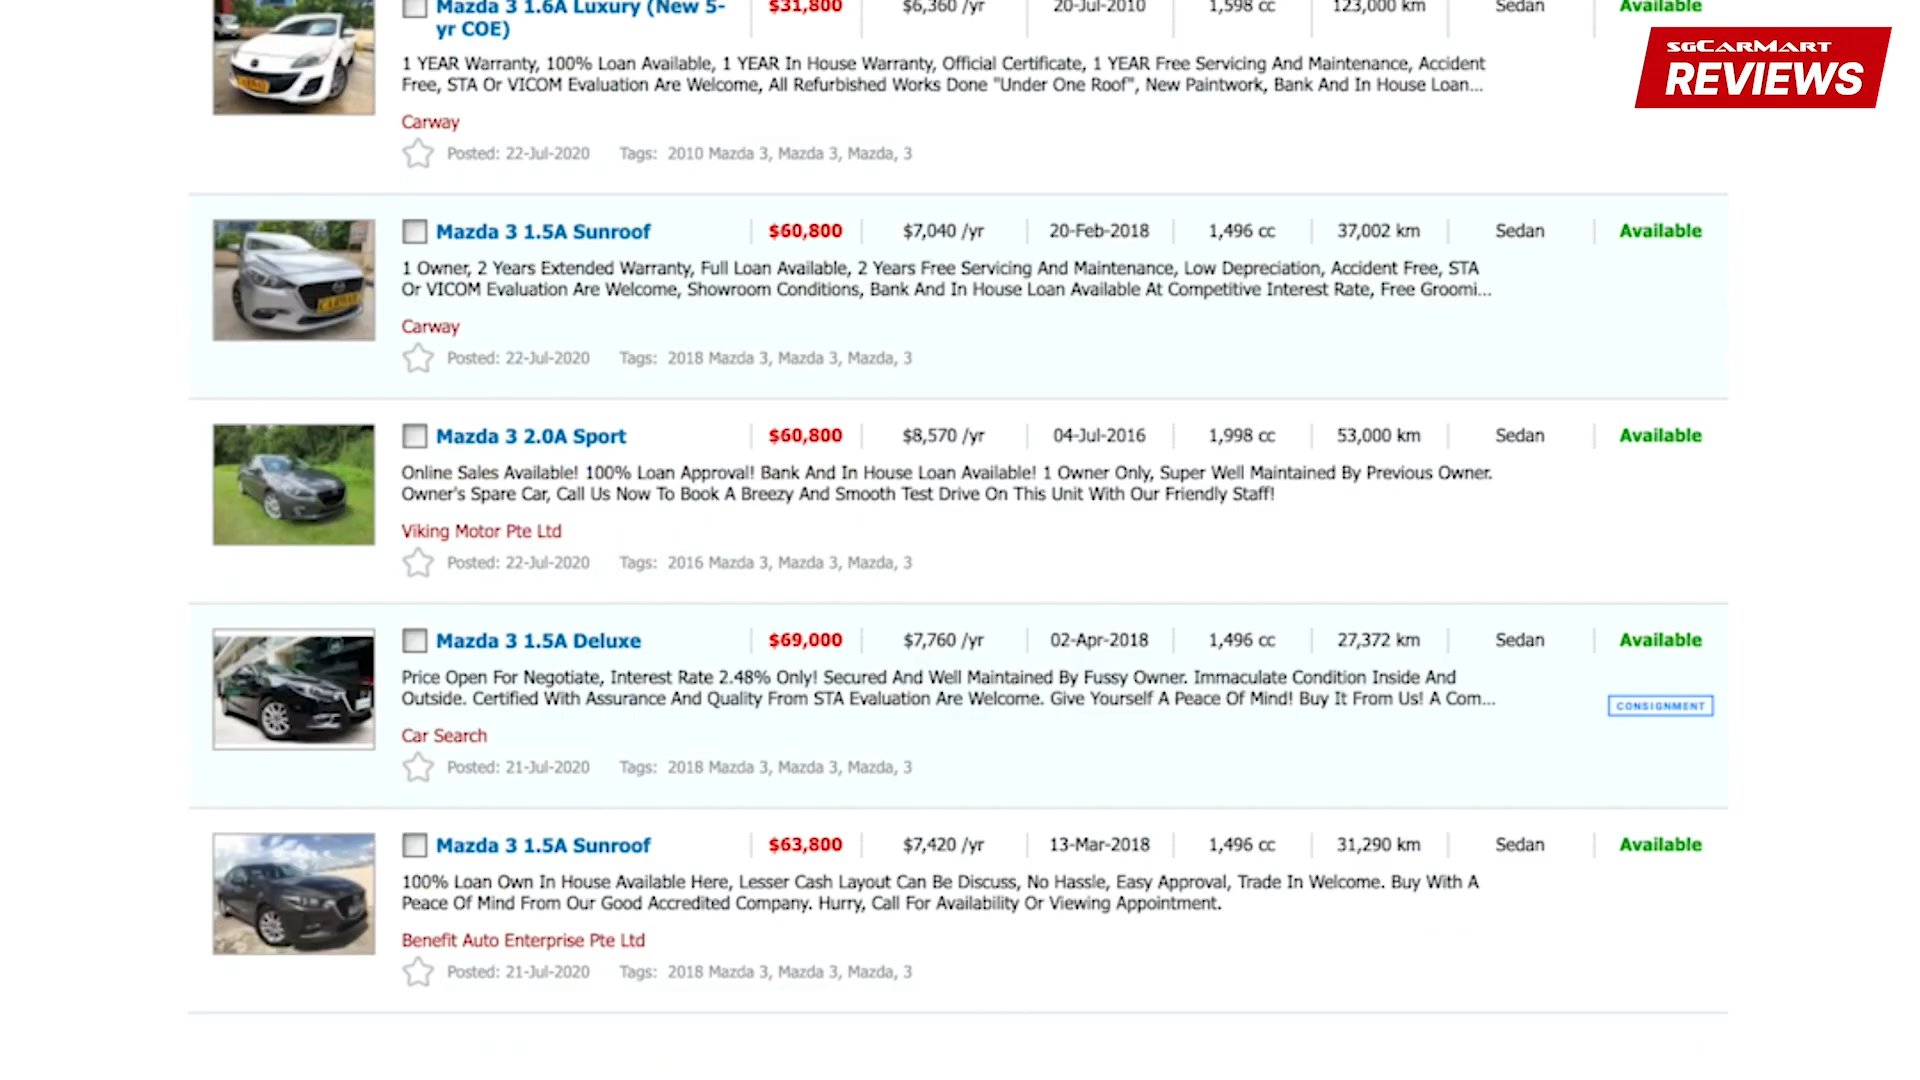 Mazda 3 1.6A Luxury (New 5-
yr COE)
$31,800
$6,360 /yr
20-Jul-2010
1,598 cc
123,000 km
Sedan
Available
sgCarMart
REVIEWS
1 YEAR Warranty, 100% Loan Available, 1 YEAR In House Warranty, Official Certificate, 1 YEAR Free Servicing And Maintenance, Accident
Free, STA Or VICOM Evaluation Are Welcome, All Refurbished Works Done "Under One Roof", New Paintwork, Bank And In House Loan...
Carway
Posted: 22-Jul-2020 Tags: 2010 Mazda 3, Mazda 3, Mazda, 3
Mazda 3 1.5A Sunroof $60,800 $7,040 /yr 20-Feb-2018 1,496 cc 37,002 km Sedan Available
1 Owner, 2 Years Extended Warranty, Full Loan Available, 2 Years Free Servicing And Maintenance, Low Depreciation, Accident Free, STA
Or VICOM Evaluation Are Welcome, Showroom Conditions, Bank And In House Loan Available At Competitive Interest Rate, Free Groomi...
CARWAY
Carway
Posted: 22-Jul-2020 Tags: 2018 Mazda 3, Mazda 3, Mazda, 3
Mazda 3 2.0A Sport $60,800 $8,570 /yr 04-Jul-2016 1,998 cc 53,000 km Sedan Available
Online Sales Available! 100% Loan Approval! Bank And In House Loan Available! 1 Owner Only, Super Well Maintained By Previous Owner.
Owner's Spare Car, Call Us Now To Book A Breezy And Smooth Test Drive On This Unit With Our Friendly Staff!
Viking Motor Pte Ltd
Posted: 22-Jul-2020 Tags: 2016 Mazda 3, Mazda 3, Mazda, 3
Mazda 3 1.5A Deluxe $69,000 $7,760 /yr 02-Apr-2018 1,496 cc 27,372 km Sedan Available
Price Open For Negotiate, Interest Rate 2.48% Only! Secured And Well Maintained By Fussy Owner. Immaculate Condition Inside And
Outside. Certified With Assurance And Quality From STA Evaluation Are Welcome. Give Yourself A Peace Of Mind! Buy It From Us! A Com...
CONSIGNMENT
Car Search
Posted: 21-Jul-2020 Tags: 2018 Mazda 3, Mazda 3, Mazda, 3
Mazda 3 1.5A Sunroof $63,800 $7,420 /yr 13-Mar-2018 1,496 cc 31,290 km Sedan Available
100% Loan Own In House Available Here, Lesser Cash Layout Can Be Discuss, No Hassle, Easy Approval, Trade In Welcome. Buy With A
Peace Of Mind From Our Good Accredited Company. Hurry, Call For Availability Or Viewing Appointment.
Benefit Auto Enterprise Pte Ltd
Posted: 21-Jul-2020 Tags: 2018 Mazda 3, Mazda 3, Mazda, 3